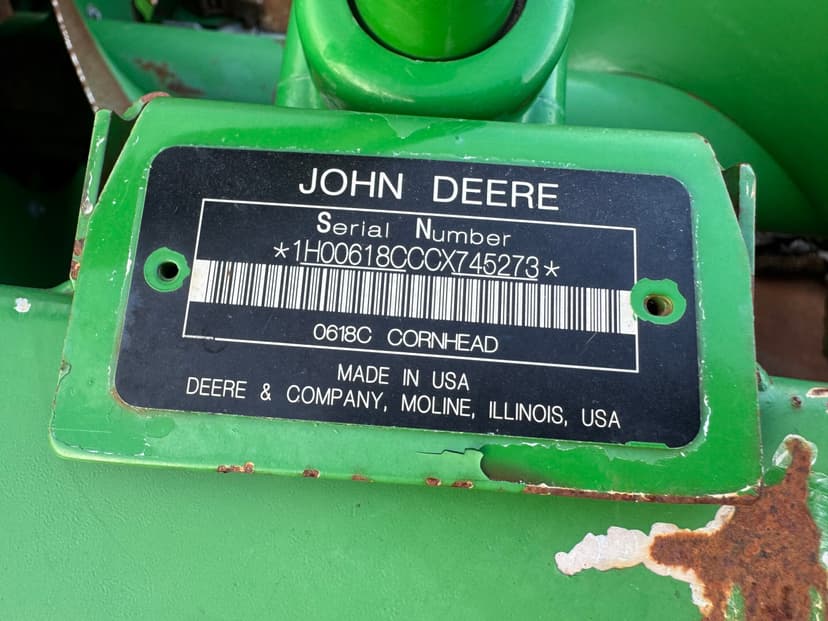 JOHN DEERE
Serial Number
*1H00618CCCX745273*
0618C CORNHEAD
MADE IN USA
DEERE & COMPANY, MOLINE, ILLINOIS, USA